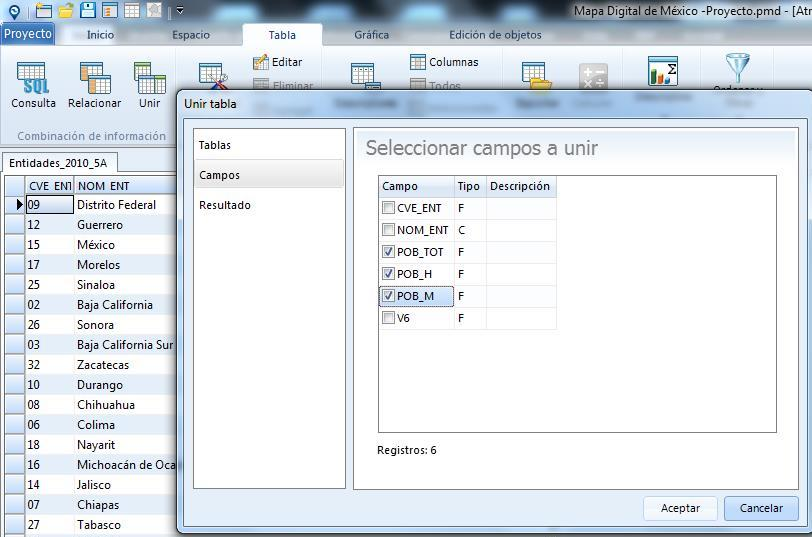 Mapa Digital de México -Proyecto.pmd - [Atr
Proyecto Inicio Espacio Tabla Gráfica Edición de objetos
Editar Columnas
SQL
Eliminar Todos
Consulta Relacionar Unir
Combinación de información
Unir tabla
Entidades_2010_5A
CVE_ENT NOM_ENT
09 Distrito Federal
12 Guerrero
15 México
17 Morelos
25 Sinaloa
02 Baja California
26 Sonora
03 Baja California Sur
32 Zacatecas
10 Durango
08 Chihuahua
06 Colima
18 Nayarit
16 Michoacán de Oca
14 Jalisco
07 Chiapas
27 Tabasco
Tablas
Campos
Resultado
Seleccionar campos a unir
Campo Tipo Descripción
CVE_ENT F
NOM_ENT C
POB_TOT F
POB_H F
POB_M F
V6 F
Registros: 6
Aceptar Cancelar